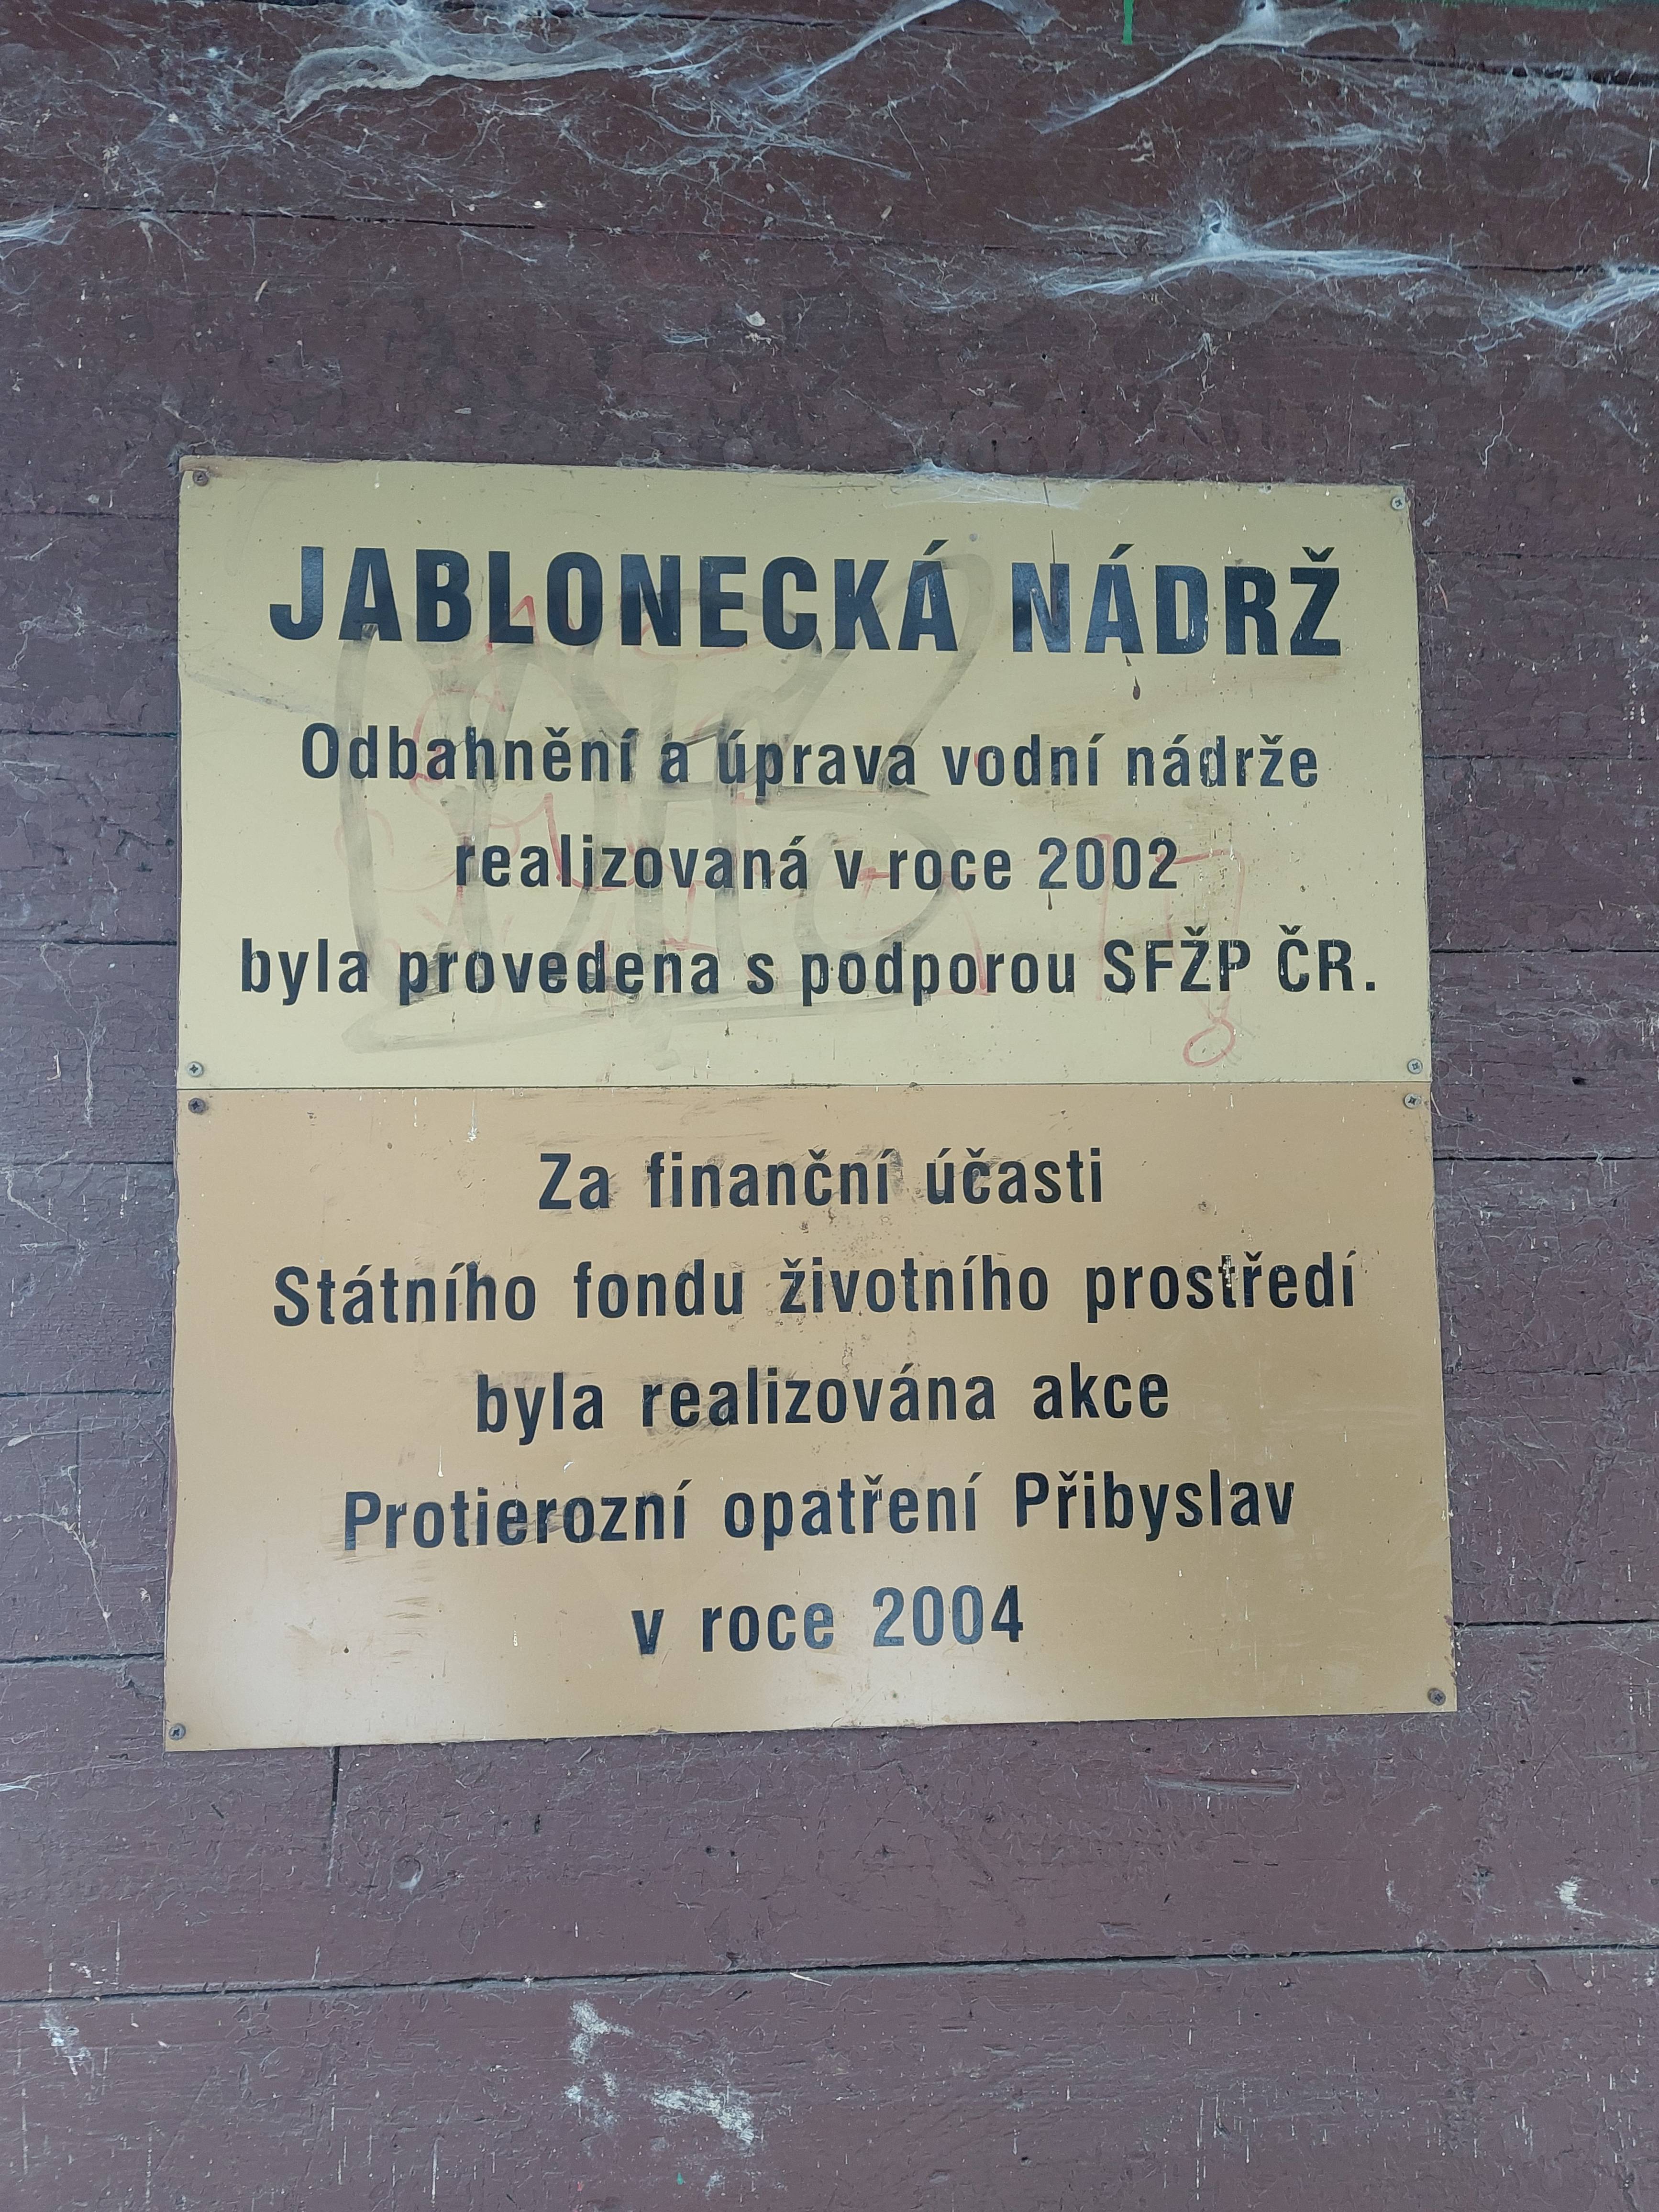 JABLONECKÁ NÁDRŽ
Odbahnění a úprava vodní nádrže
realizovaná v roce 2002
byla provedena s podporou SFŽP ČR.
Za finanční účasti
Státního fondu životního prostředí
byla realizována akce
Protierozní opatření Přibyslav
v roce 2004